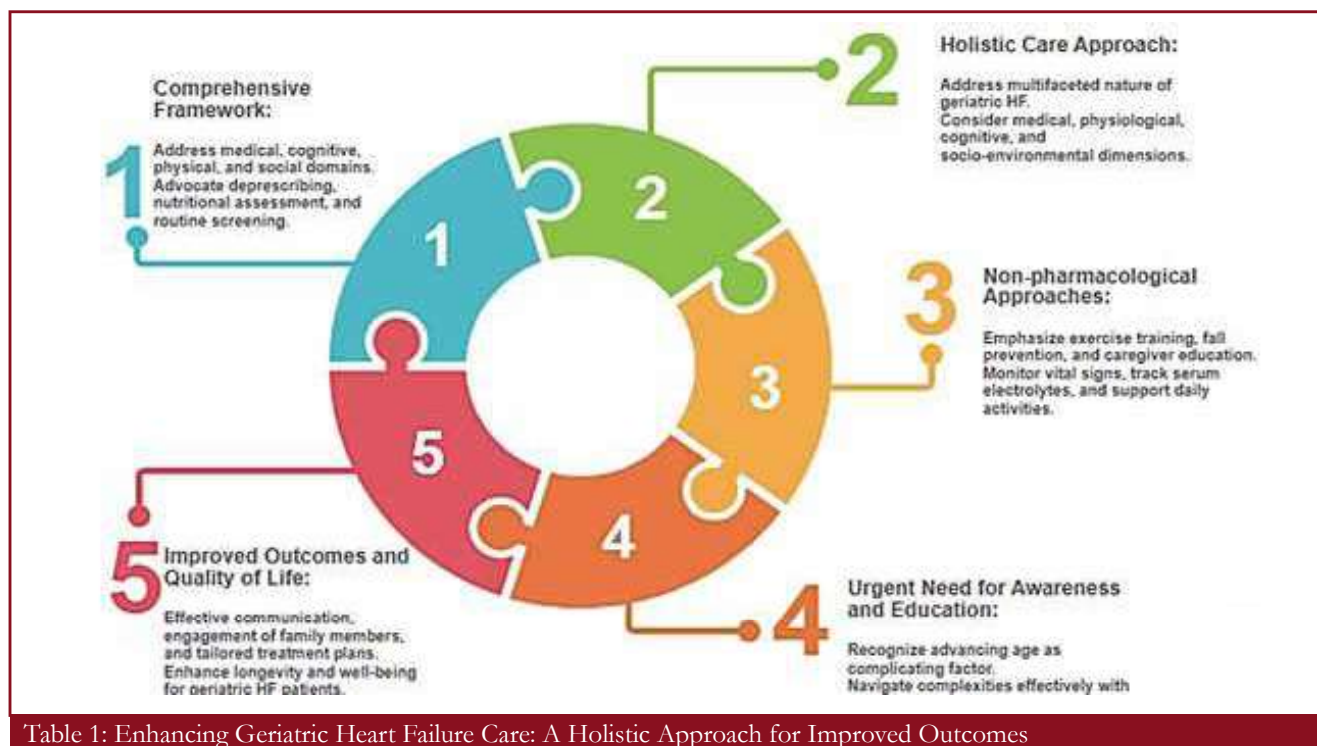 1
Comprehensive
Framework:
Address medical, cognitive,
physical, and social domains.
Advocate deprescribing,
nutritional assessment, and
routine screening.
2
Holistic Care Approach:
Address multifaceted nature of
geriatric HF.
Consider medical, physiological,
cognitive, and
socio-environmental dimensions.
3
Non-pharmacological
Approaches:
Emphasize exercise training, fall
prevention, and caregiver education.
Monitor vital signs, track serum
electrolytes, and support daily
activities.
4
Urgent Need for Awareness
and Education:
Recognize advancing age as
complicating factor.
Navigate complexities effectively with
5
Improved Outcomes and
Quality of Life:
Effective communication,
engagement of family members,
and tailored treatment plans.
Enhance longevity and well-being
for geriatric HF patients.
1
2
3
4
5
Table 1: Enhancing Geriatric Heart Failure Care: A Holistic Approach for Improved Outcomes